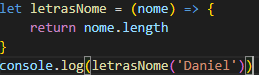 let letrasNome = (nome) => {
    return nome.length
}
console.log(letrasNome('Daniel'))